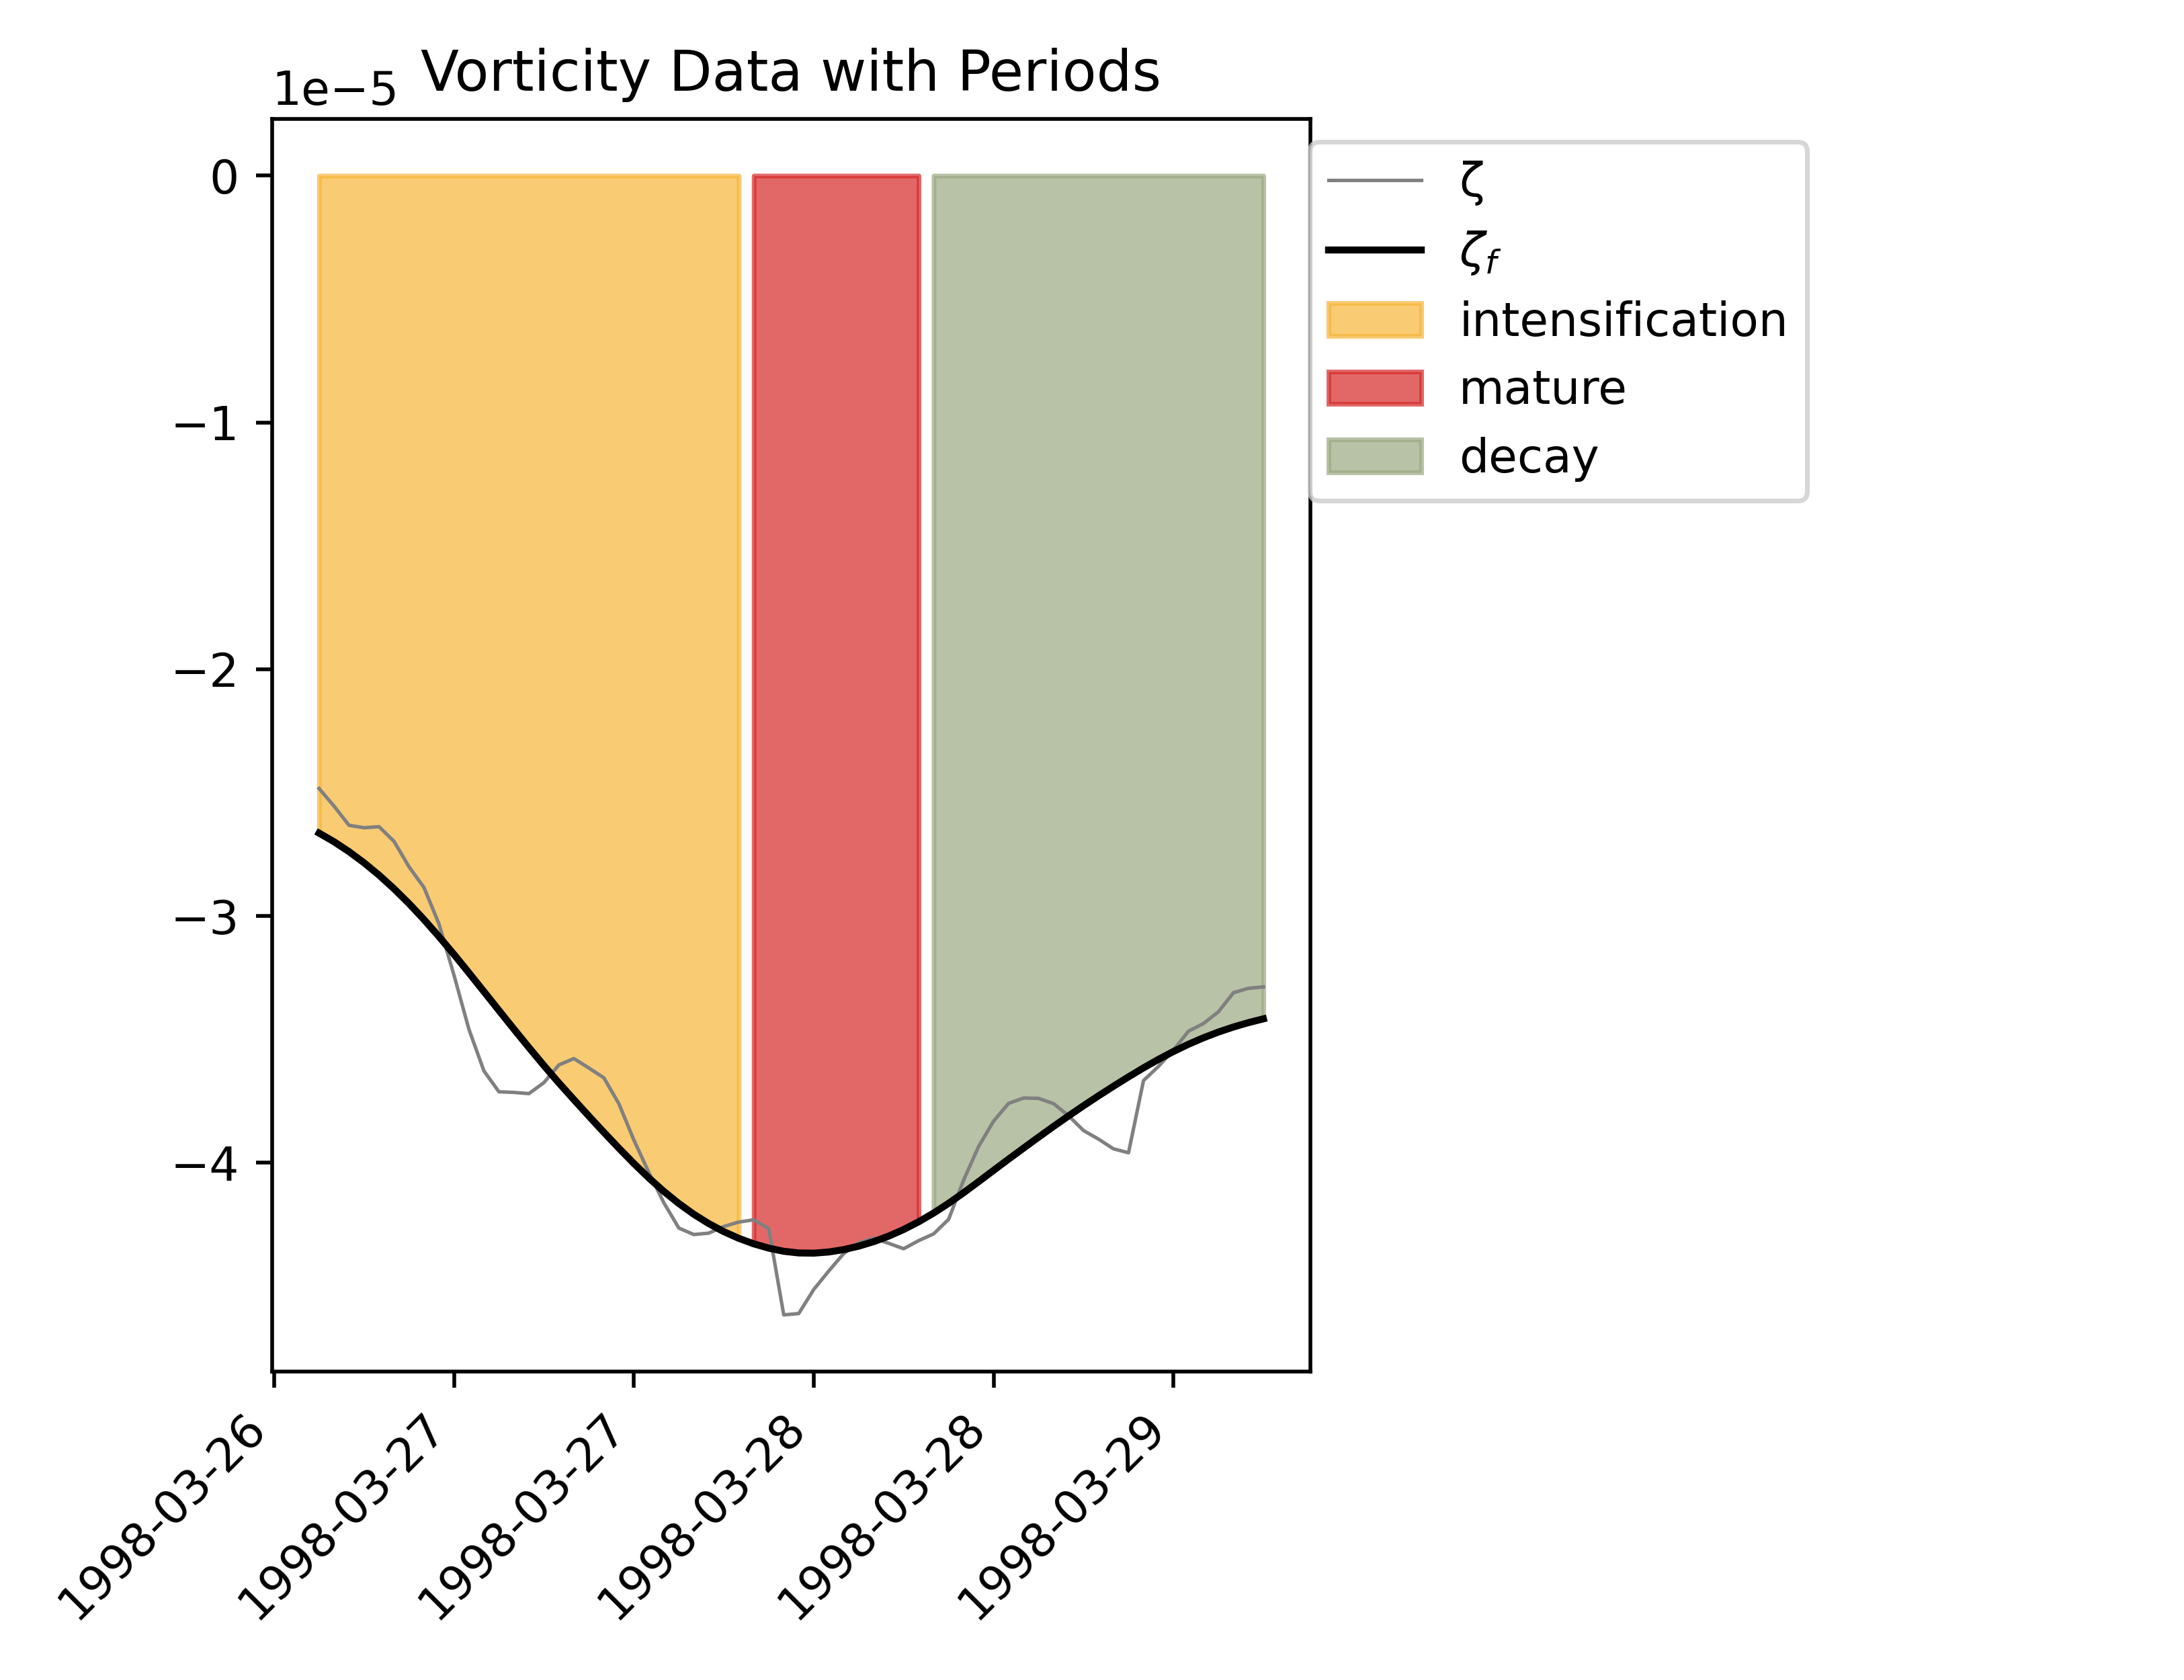 Vorticity Data with Periods
1e−5
0
−1
−2
−3
−4
ζ
ζf
intensification
mature
decay
1998-03-26
1998-03-27
1998-03-27
1998-03-28
1998-03-28
1998-03-29